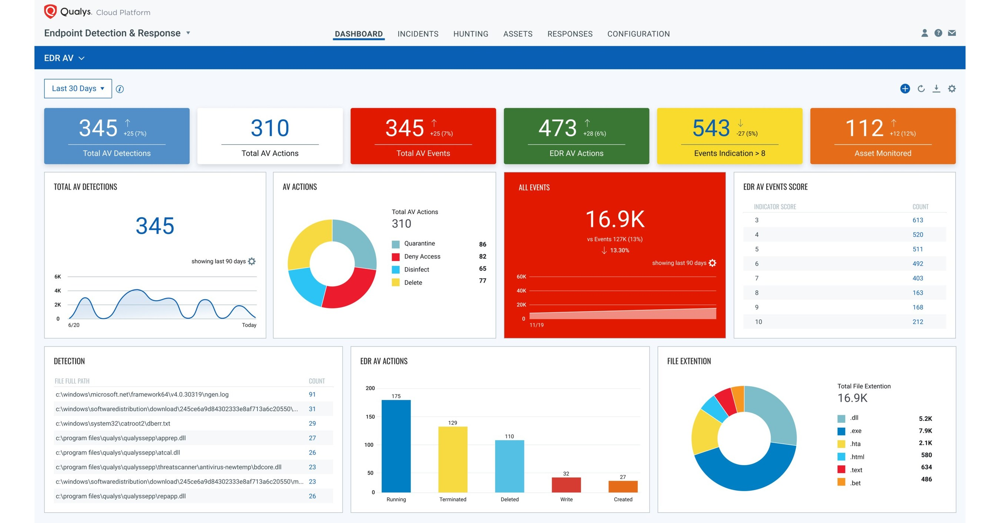 Qualys. Cloud Platform
Endpoint Detection & Response
DASHBOARD INCIDENTS HUNTING ASSETS RESPONSES CONFIGURATION
EDR AV
Last 30 Days
345 +25 (7%)
Total AV Detections
310
Total AV Actions
345 +25 (7%)
Total AV Events
473 +28 (6%)
EDR AV Actions
543 -27 (5%)
Events Indication > 8
112 +12 (12%)
Asset Monitored
TOTAL AV DETECTIONS
345
showing last 90 days
6K
4K
2K
0
6/20 Today
AV ACTIONS
Total AV Actions
310
Quarantine 86
Deny Access 82
Disinfect 65
Delete 77
ALL EVENTS
16.9K
vs Events 127K (13%)
13.30%
showing last 90 days
60K
40K
20K
0
11/19
EDR AV EVENTS SCORE
INDICATOR SCORE COUNT
3 613
4 520
5 511
6 492
7 403
8 163
9 168
10 212
DETECTION
FILE FULL PATH COUNT
c:\windows\microsoft.net\framework64\v4.0.30319\ngen.log 91
c:\windows\softwaredistribution\download\245ce6a9d84302333e8af713a6c20550\... 31
c:\windows\system32\catroot2\dberr.txt 29
c:\program files\qualys\qualyssepp\apprep.dll 27
c:\program files\qualys\qualyssepp\atcal.dll 26
c:\program files\qualys\qualyssepp\threatscanner\antivirus-newtemp\bdcore.dll 23
c:\windows\softwaredistribution\download\245ce6a9d84302333e8af713a6c20550\m... 23
c:\program files\qualys\qualyssepp\repapp.dll 26
EDR AV ACTIONS
200
150
100
50
0
175
129
110
32
27
Running Terminated Deleted Write Created
FILE EXTENTION
Total File Extention
16.9K
.dll 5.2K
.exe 7.9K
.hta 2.1K
.html 580
.text 634
.bet 486